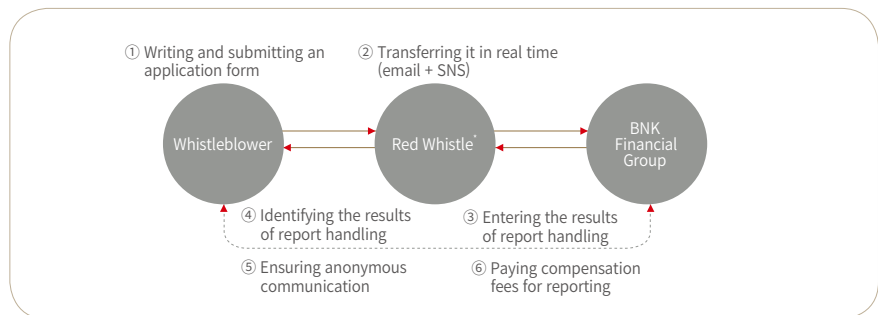 ① Writing and submitting an
application form
② Transferring it in real time
(email + SNS)
Whistleblower
Red Whistle*
BNK
Financial
Group
④ Identifying the results
of report handling
③ Entering the results
of report handling
⑤ Ensuring anonymous
communication
⑥ Paying compensation
fees for reporting